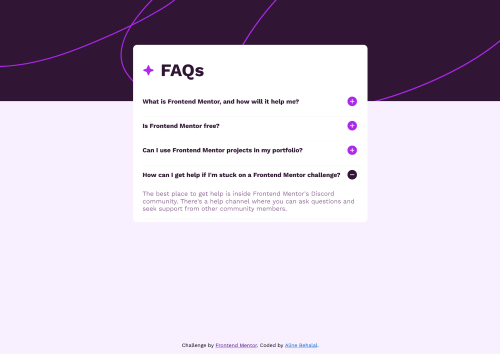 FAQs
What is Frontend Mentor, and how will it help me?
Is Frontend Mentor free?
Can I use Frontend Mentor projects in my portfolio?
How can I get help if I'm stuck on a Frontend Mentor challenge?
The best place to get help is inside Frontend Mentor's Discord
community. There's a help channel where you can ask questions and
seek support from other community members.
Challenge by Frontend Mentor. Coded by Aline Behalal.